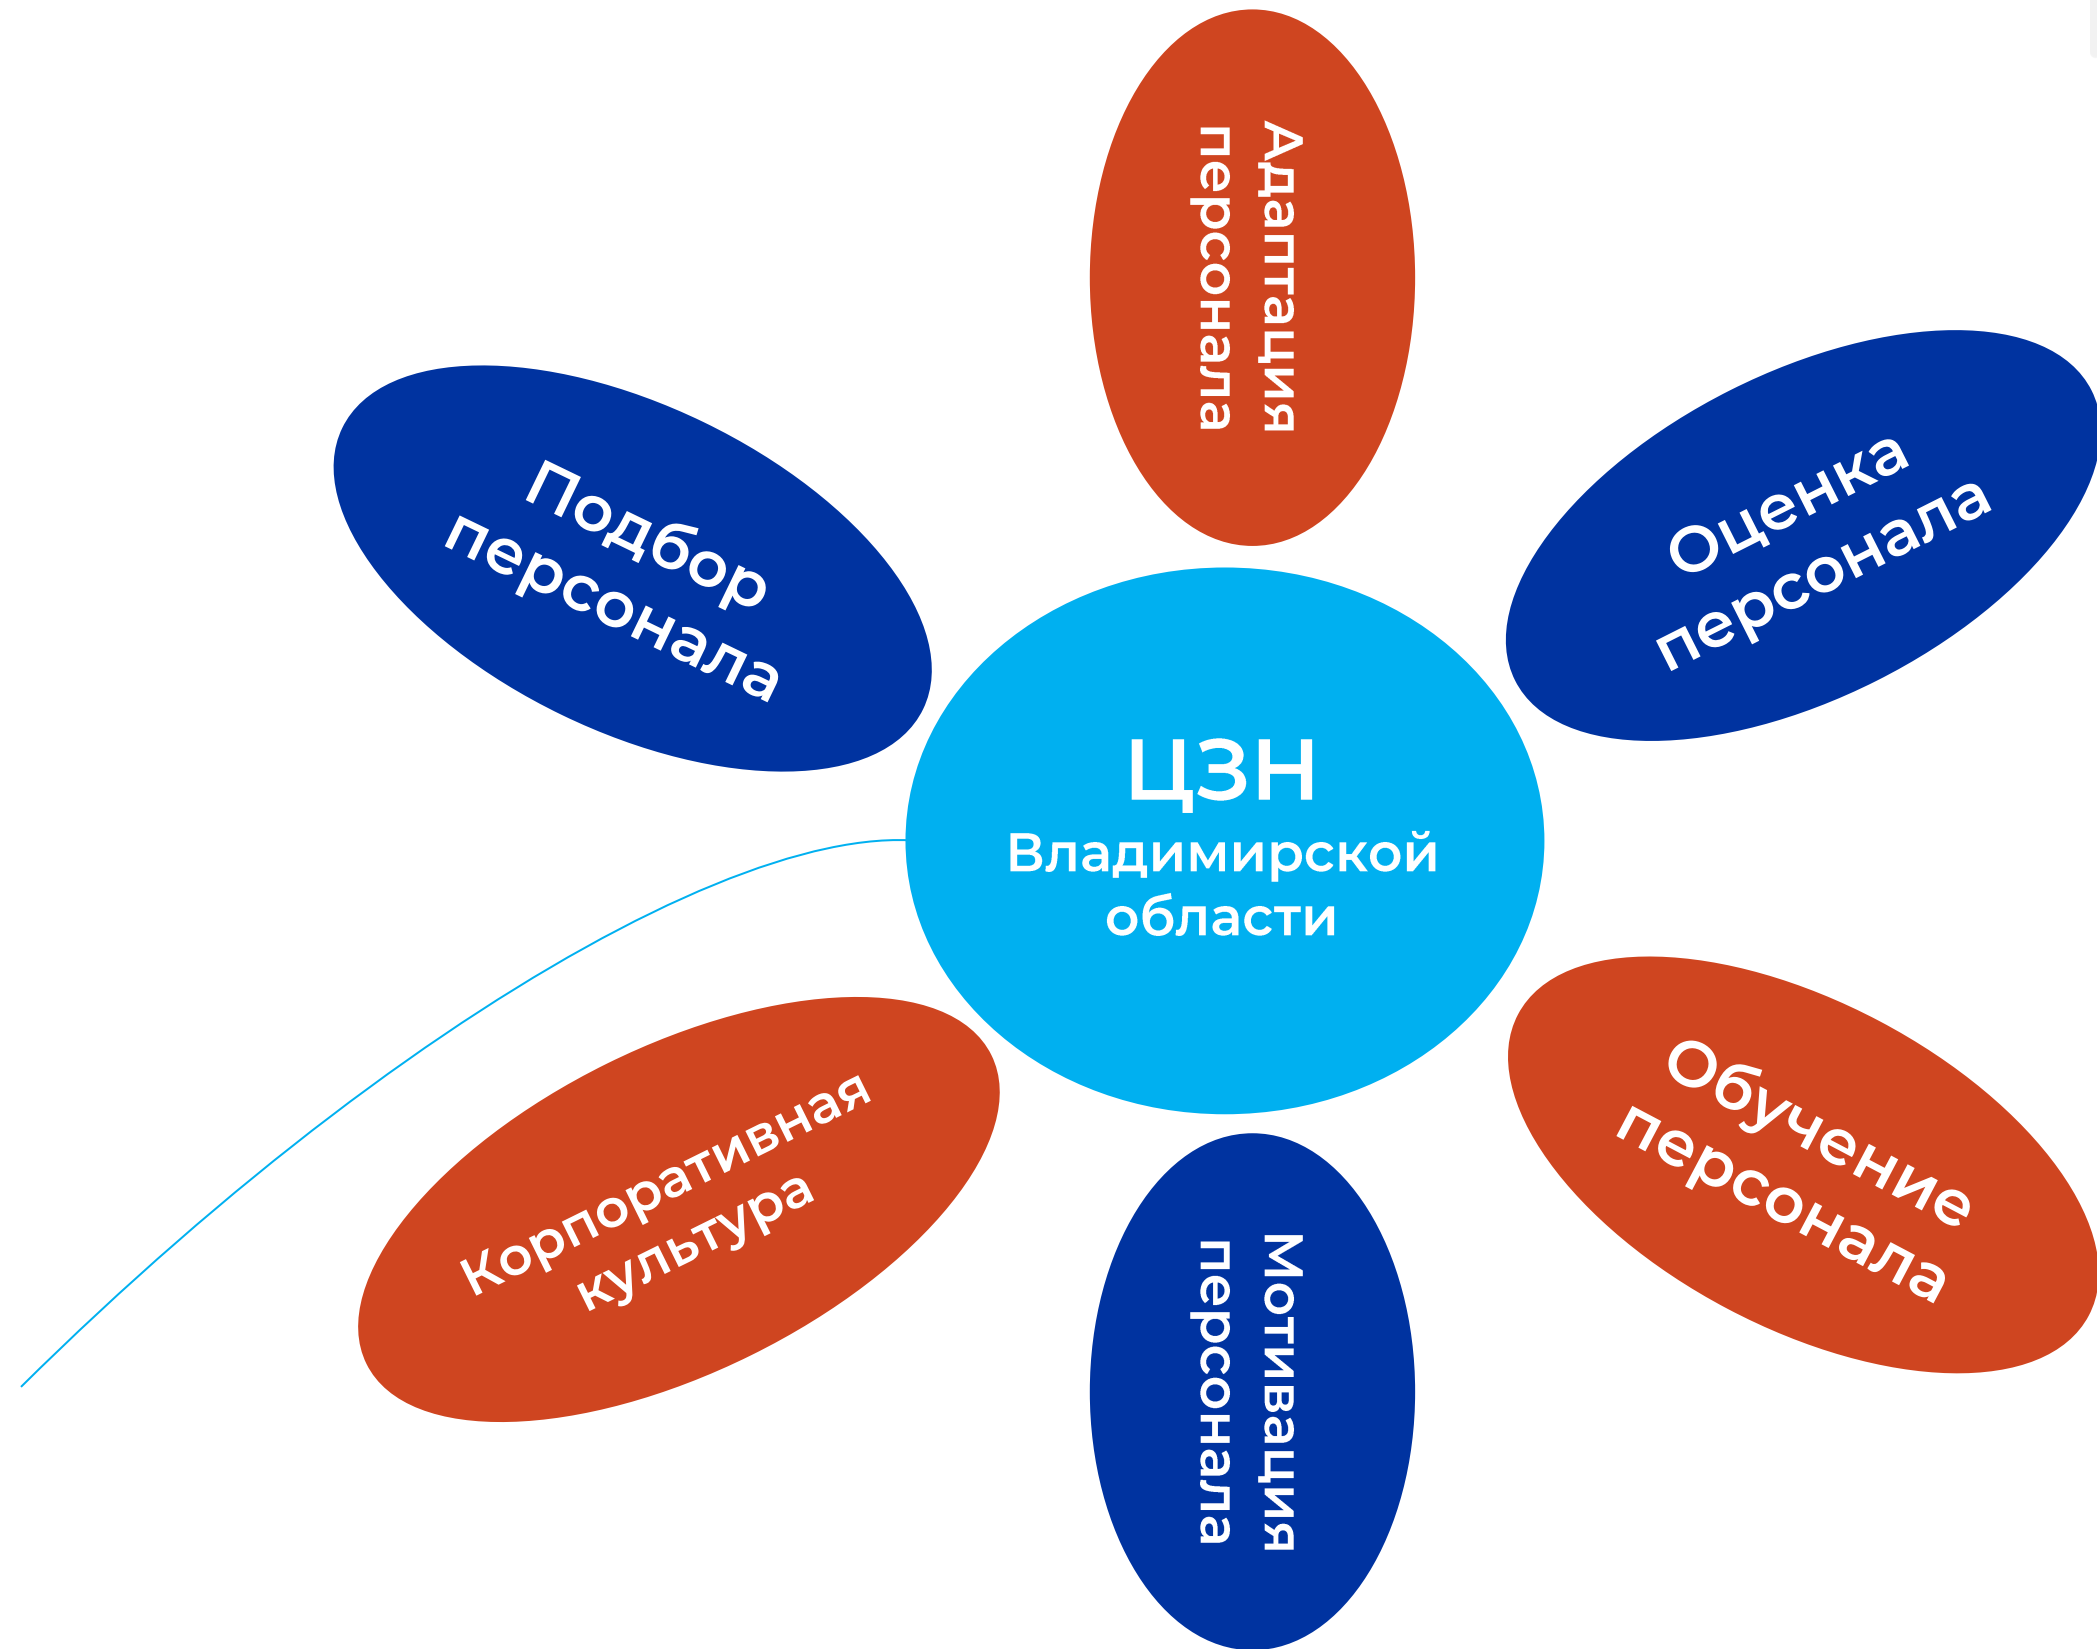 Адаптация
персонала
Подбор
персонала
Оценка
персонала
ЦЗН
Владимирской
области
Корпоративная
культура
Обучение
персонала
Мотивация
персонала